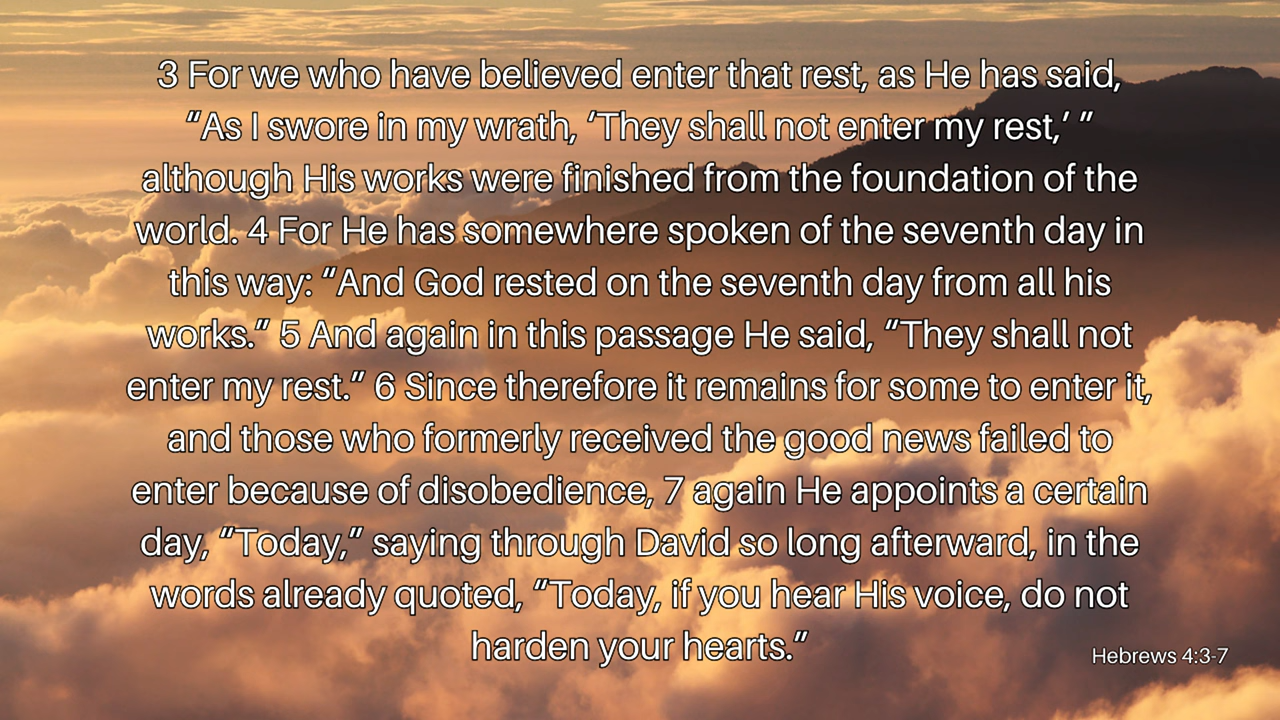 3 For we who have believed enter that rest, as He has said,
“As I swore in my wrath, ‘They shall not enter my rest,’ ”
although His works were finished from the foundation of the
world. 4 For He has somewhere spoken of the seventh day in
this way: “And God rested on the seventh day from all his
works.” 5 And again in this passage He said, “They shall not
enter my rest.” 6 Since therefore it remains for some to enter it,
and those who formerly received the good news failed to
enter because of disobedience, 7 again He appoints a certain
day, “Today,” saying through David so long afterward, in the
words already quoted, “Today, if you hear His voice, do not
harden your hearts.”
Hebrews 4:3-7